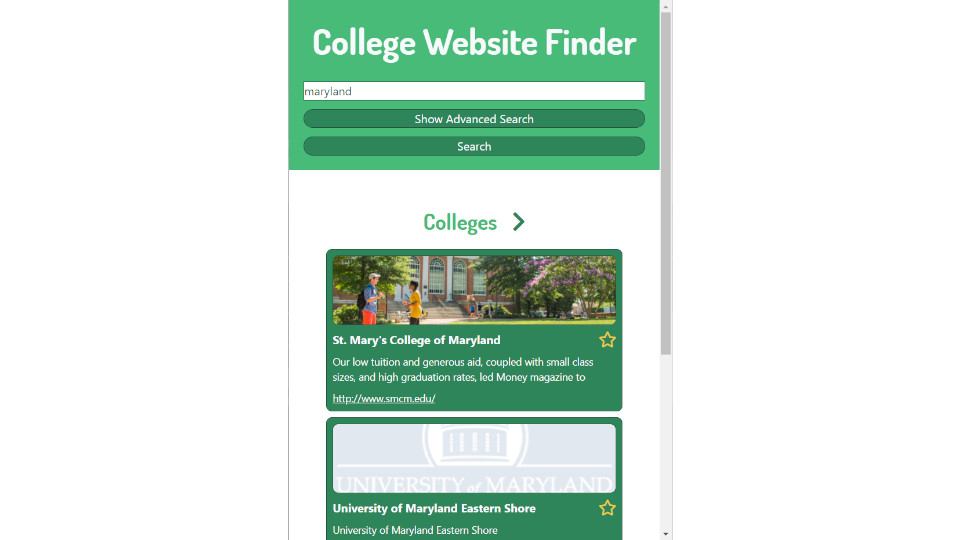 College Website Finder
maryland
Show Advanced Search
Search
Colleges
St. Mary's College of Maryland
Our low tuition and generous aid, coupled with small class
sizes, and high graduation rates, led Money magazine to
http://www.smcm.edu/
UNIVERSITY of MARYLAND
University of Maryland Eastern Shore
University of Maryland Eastern Shore